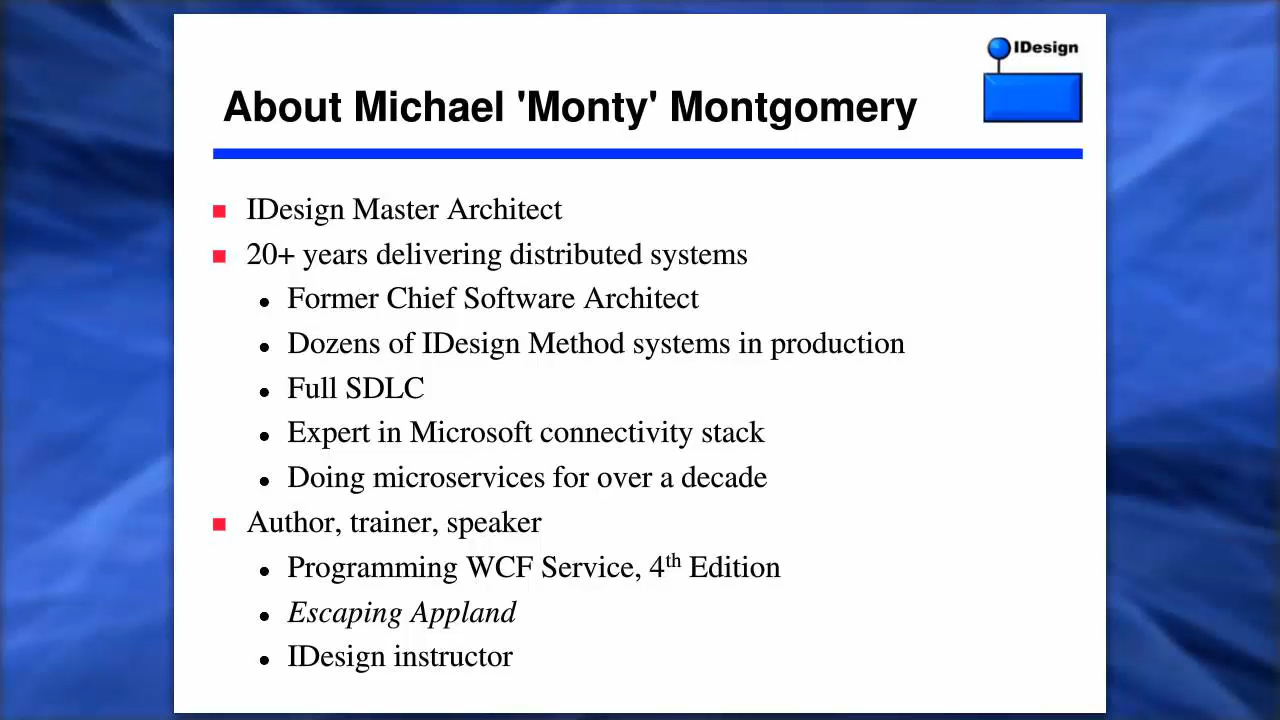 IDesign
About Michael 'Monty' Montgomery
IDesign Master Architect
20+ years delivering distributed systems
Former Chief Software Architect
Dozens of IDesign Method systems in production
Full SDLC
Expert in Microsoft connectivity stack
Doing microservices for over a decade
Author, trainer, speaker
Programming WCF Service, 4th Edition
Escaping Appland
IDesign instructor